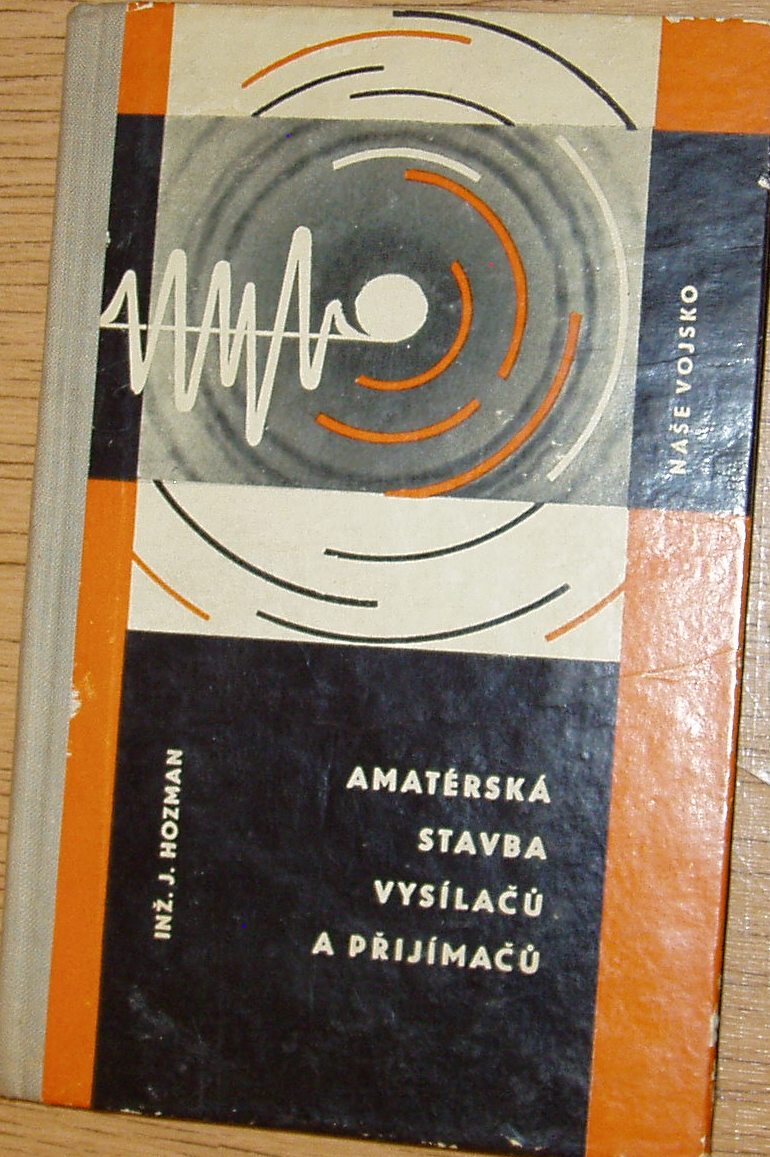 NAŠE VOJSKO
INŽ. J. HOZMAN
AMATÉRSKÁ
STAVBA
VYSÍLAČŮ
A PŘIJÍMAČŮ